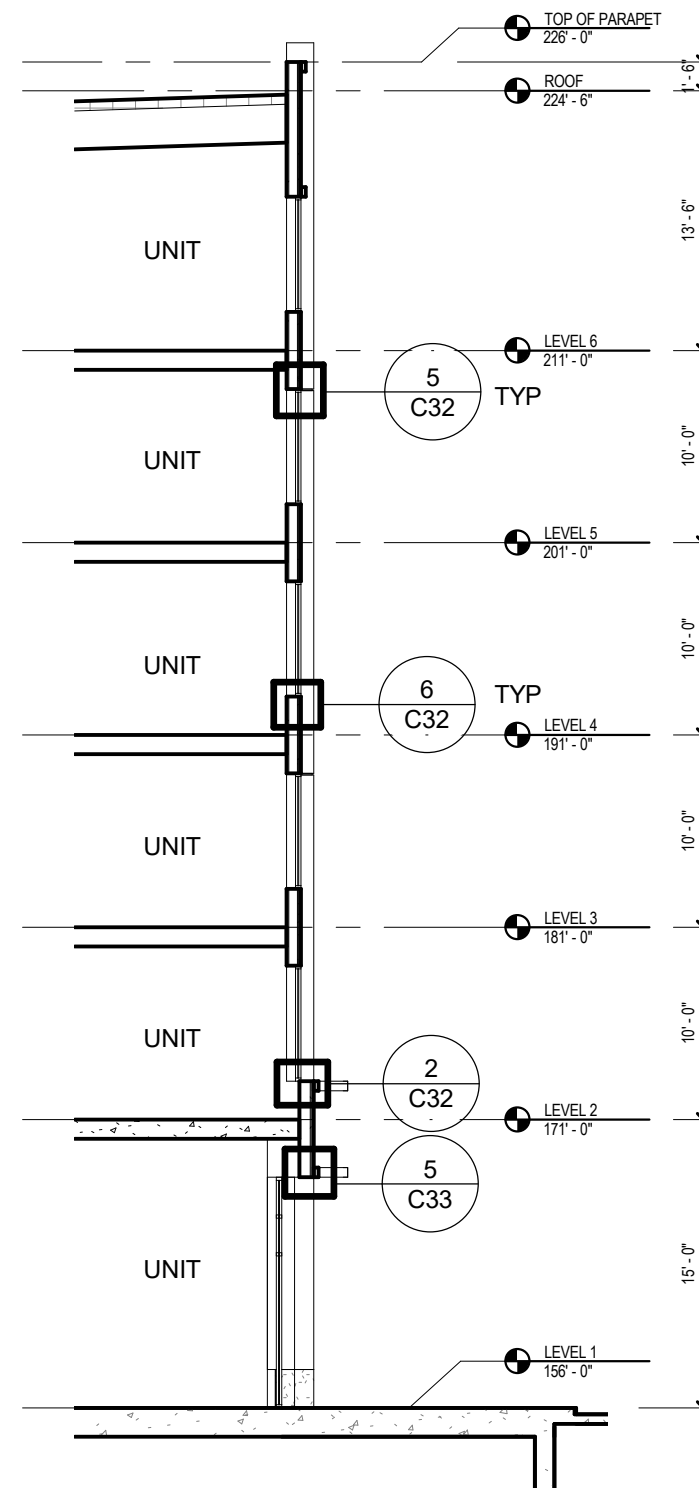 TOP OF PARAPET
226' - 0"
1' - 6"
ROOF
224' - 6"
13' - 6"
UNIT
LEVEL 6
211' - 0"
5
C32
TYP
10' - 0"
UNIT
LEVEL 5
201' - 0"
10' - 0"
UNIT
6
C32
TYP
LEVEL 4
191' - 0"
10' - 0"
UNIT
LEVEL 3
181' - 0"
10' - 0"
UNIT
2
C32
LEVEL 2
171' - 0"
5
C33
15' - 0"
UNIT
LEVEL 1
156' - 0"